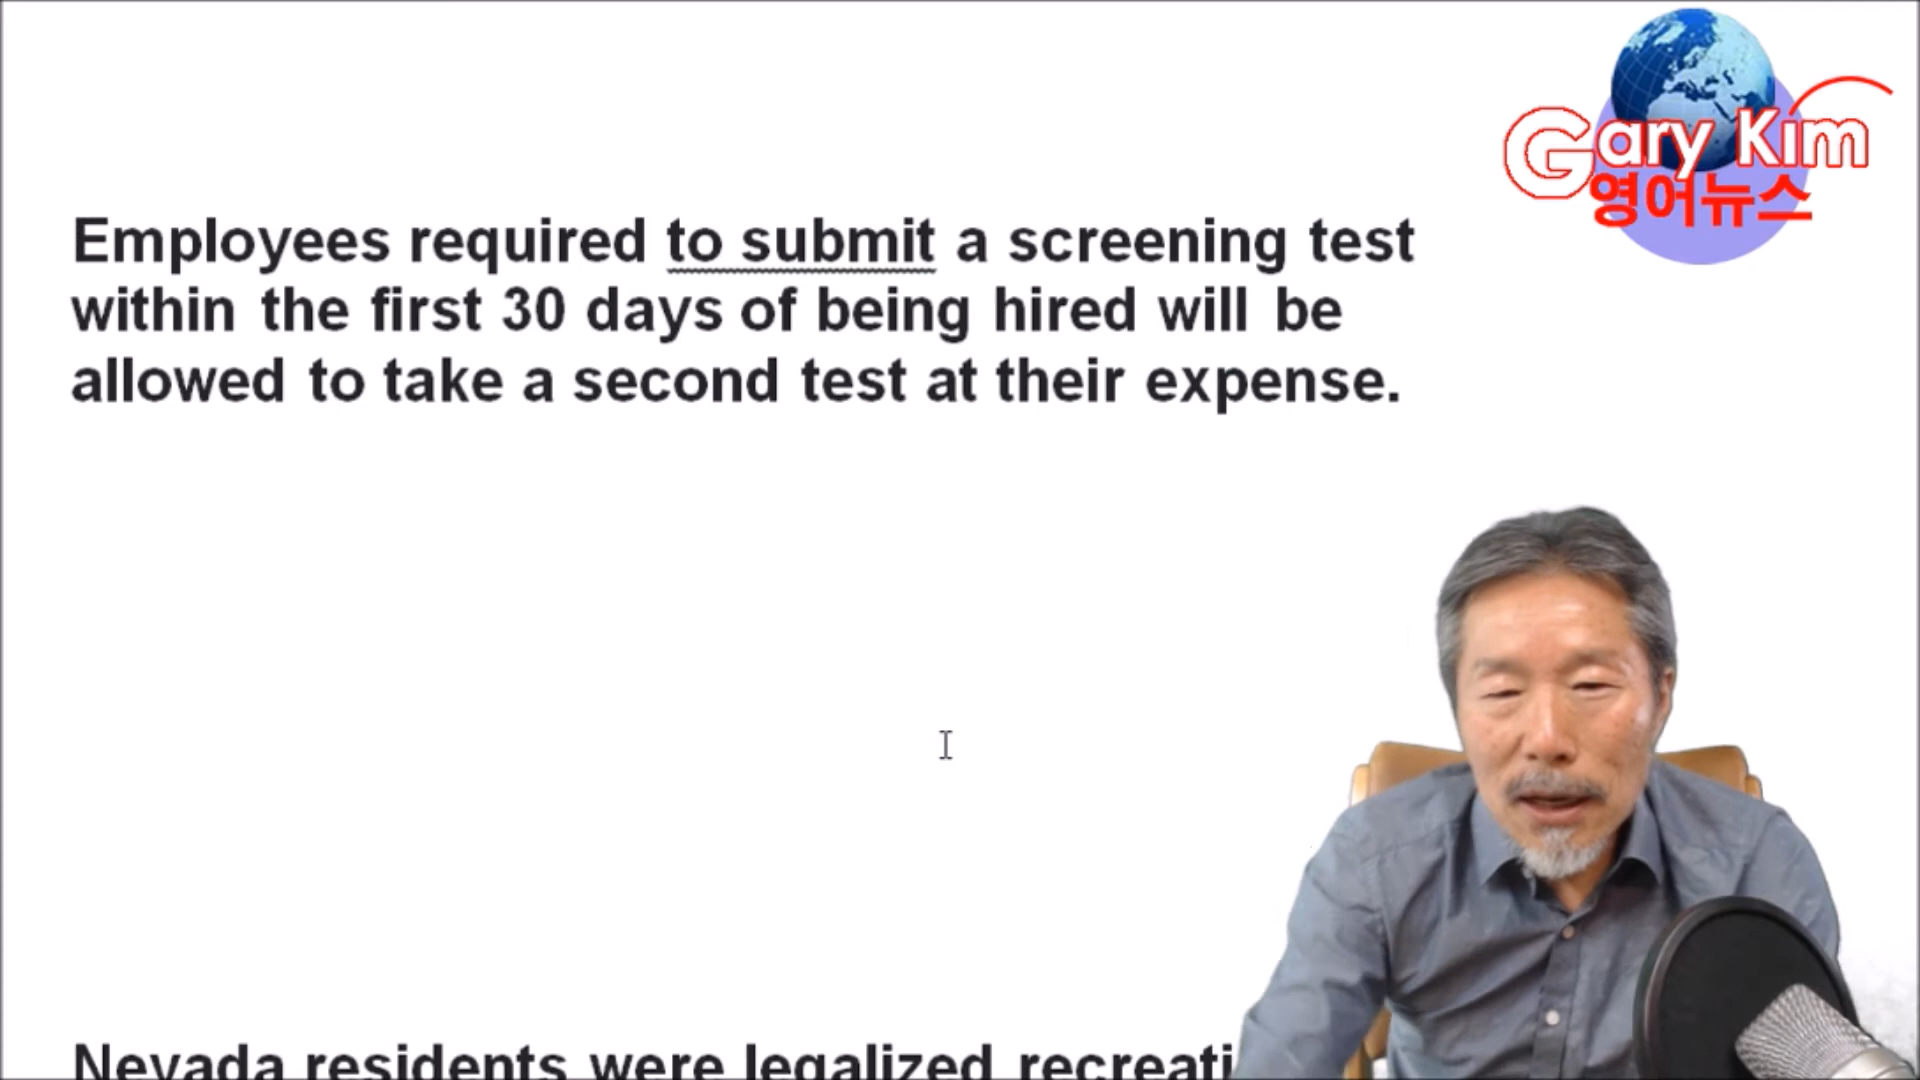 Gary Kim
영어뉴스
Employees required to submit a screening test
within the first 30 days of being hired will be
allowed to take a second test at their expense.
Nevada residents were legalized recreati